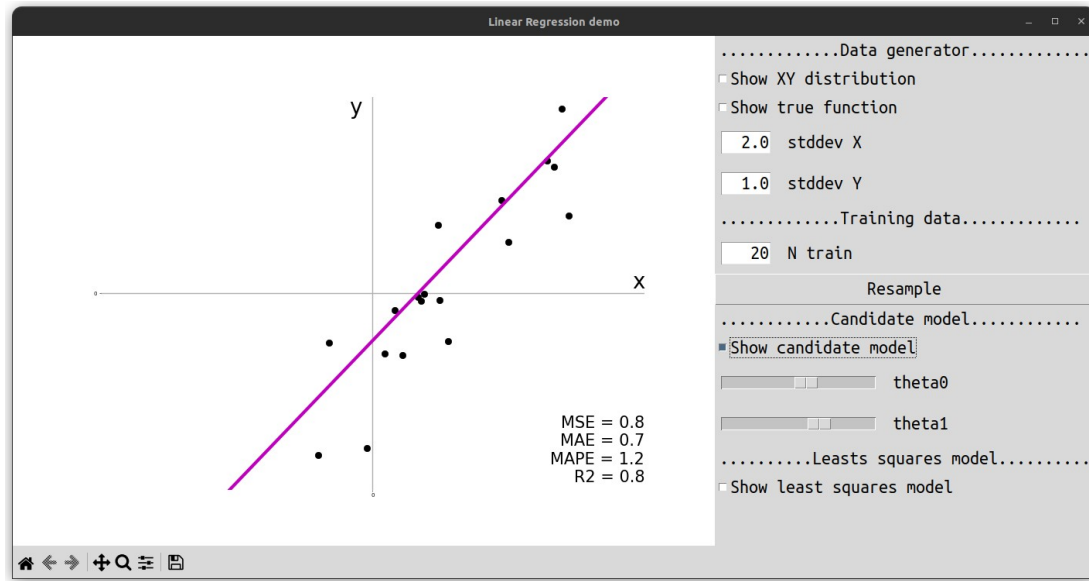 Linear Regression demo
y
x
0
0
MSE = 0.8
MAE = 0.7
MAPE = 1.2
R2 = 0.8
.............Data generator.............
Show XY distribution
Show true function
2.0 stddev X
1.0 stddev Y
.............Training data.............
20 N train
Resample
............Candidate model............
Show candidate model
theta0
theta1
..........Leasts squares model..........
Show least squares model